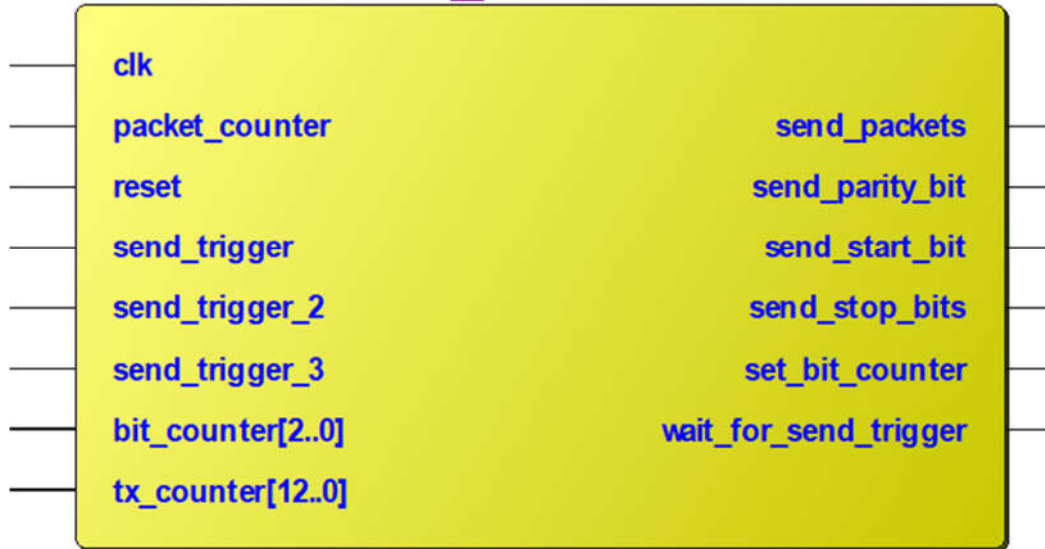 clk
packet_counter
send_packets
reset
send_parity_bit
send_trigger
send_start_bit
send_trigger_2
send_stop_bits
send_trigger_3
set_bit_counter
bit_counter[2..0]
wait_for_send_trigger
tx_counter[12..0]